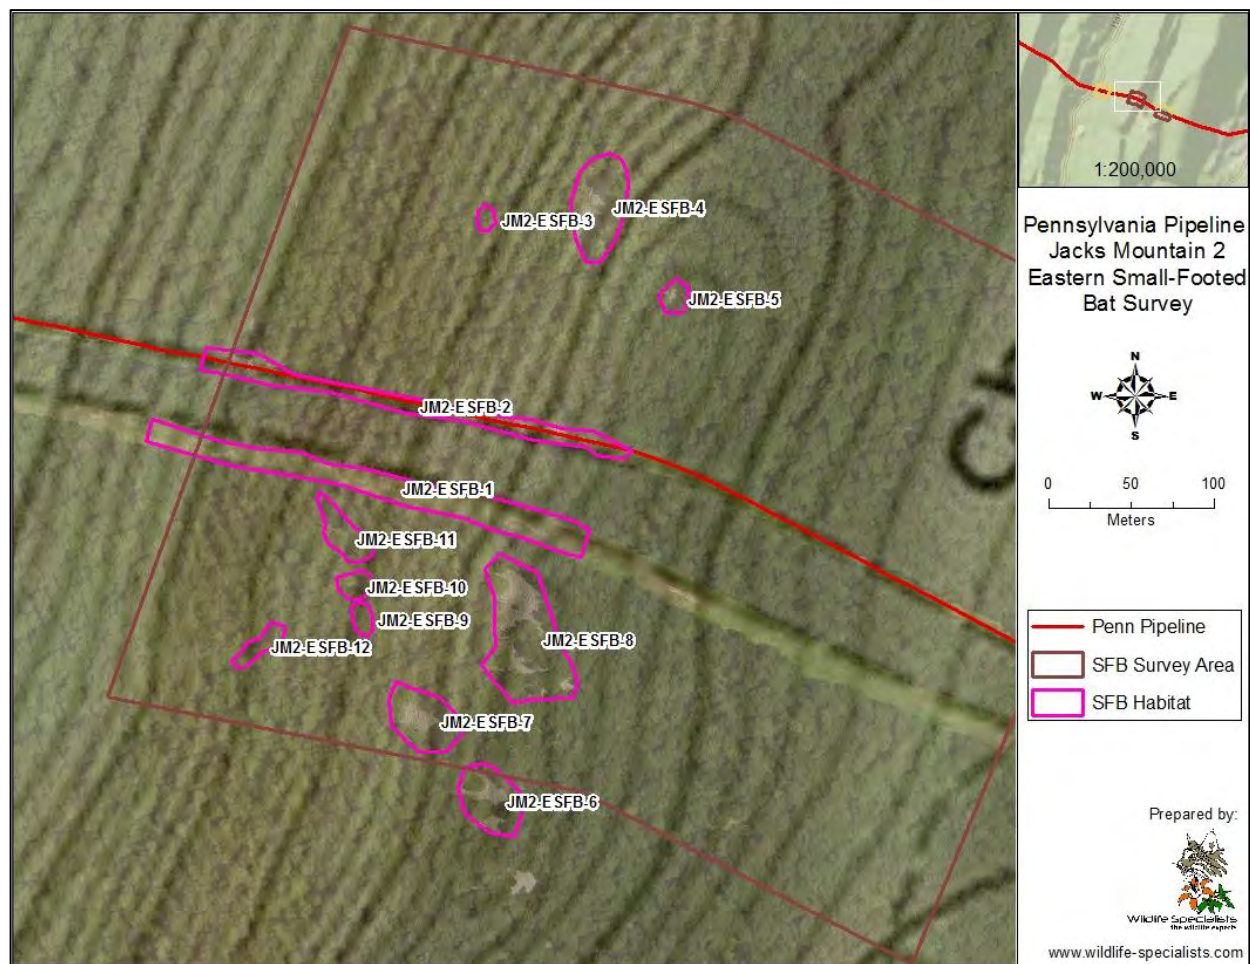 JM2-ESFB-3
JM2-ESFB-4
JM2-ESFB-5
JM2-ESFB-2
JM2-ESFB-1
JM2-ESFB-11
JM2-ESFB-10
JM2-ESFB-9
JM2-ESFB-12
JM2-ESFB-8
JM2-ESFB-7
JM2-ESFB-6
1:200,000
Pennsylvania Pipeline
Jacks Mountain 2
Eastern Small-Footed
Bat Survey
N
W E
S
0 50 100
Meters
Penn Pipeline
SFB Survey Area
SFB Habitat
Prepared by:
Wildlife Specialists
the wildlife experts
www.wildlife-specialists.com